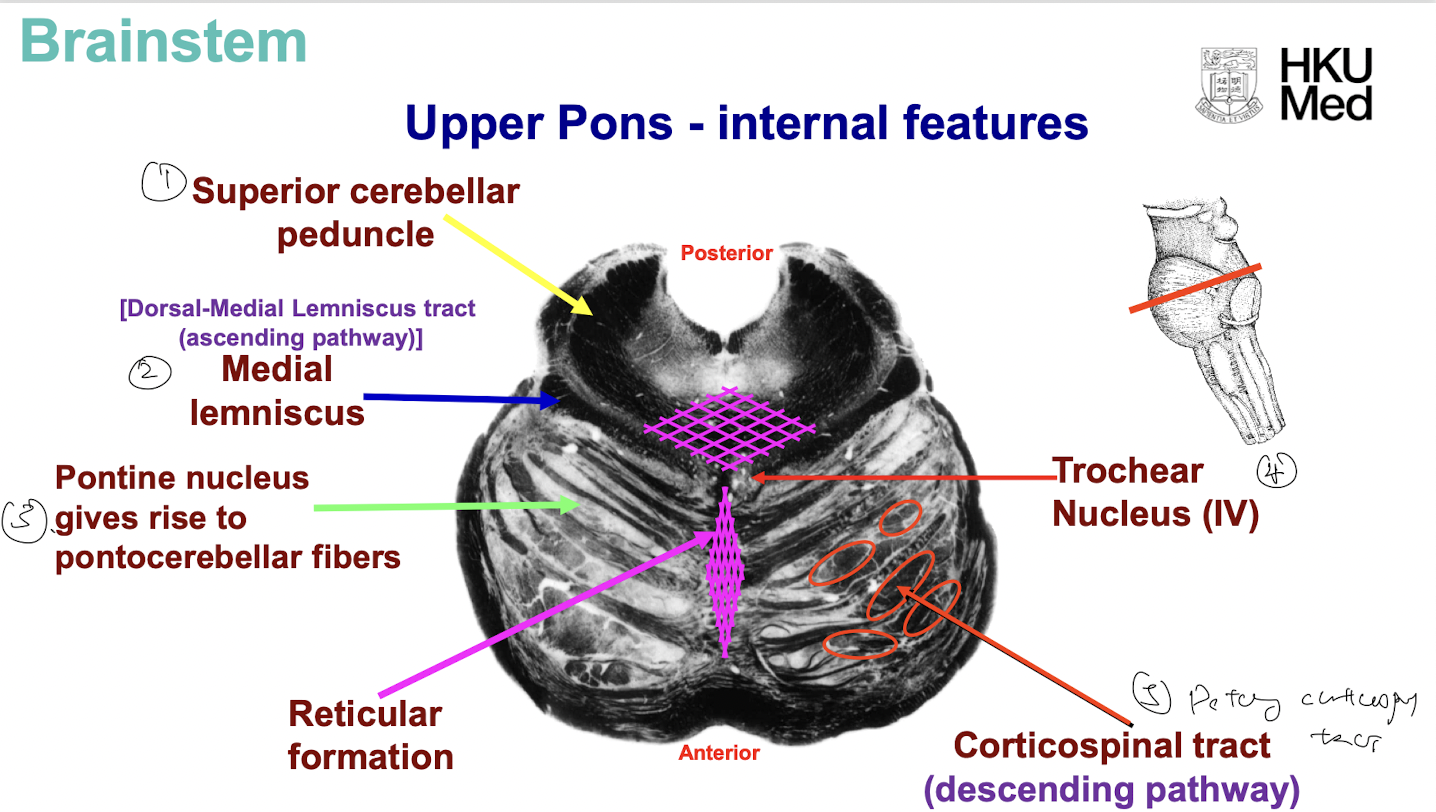 Brainstem
HKU
Med
Upper Pons - internal features
① Superior cerebellar
peduncle
Posterior
[Dorsal-Medial Lemniscus tract
(ascending pathway)]
② Medial
lemniscus
Pontine nucleus
③ gives rise to
pontocerebellar fibers
Trochear ④
Nucleus (IV)
Reticular
formation
Anterior
⑤
Corticospinal tract
tract
(descending pathway)